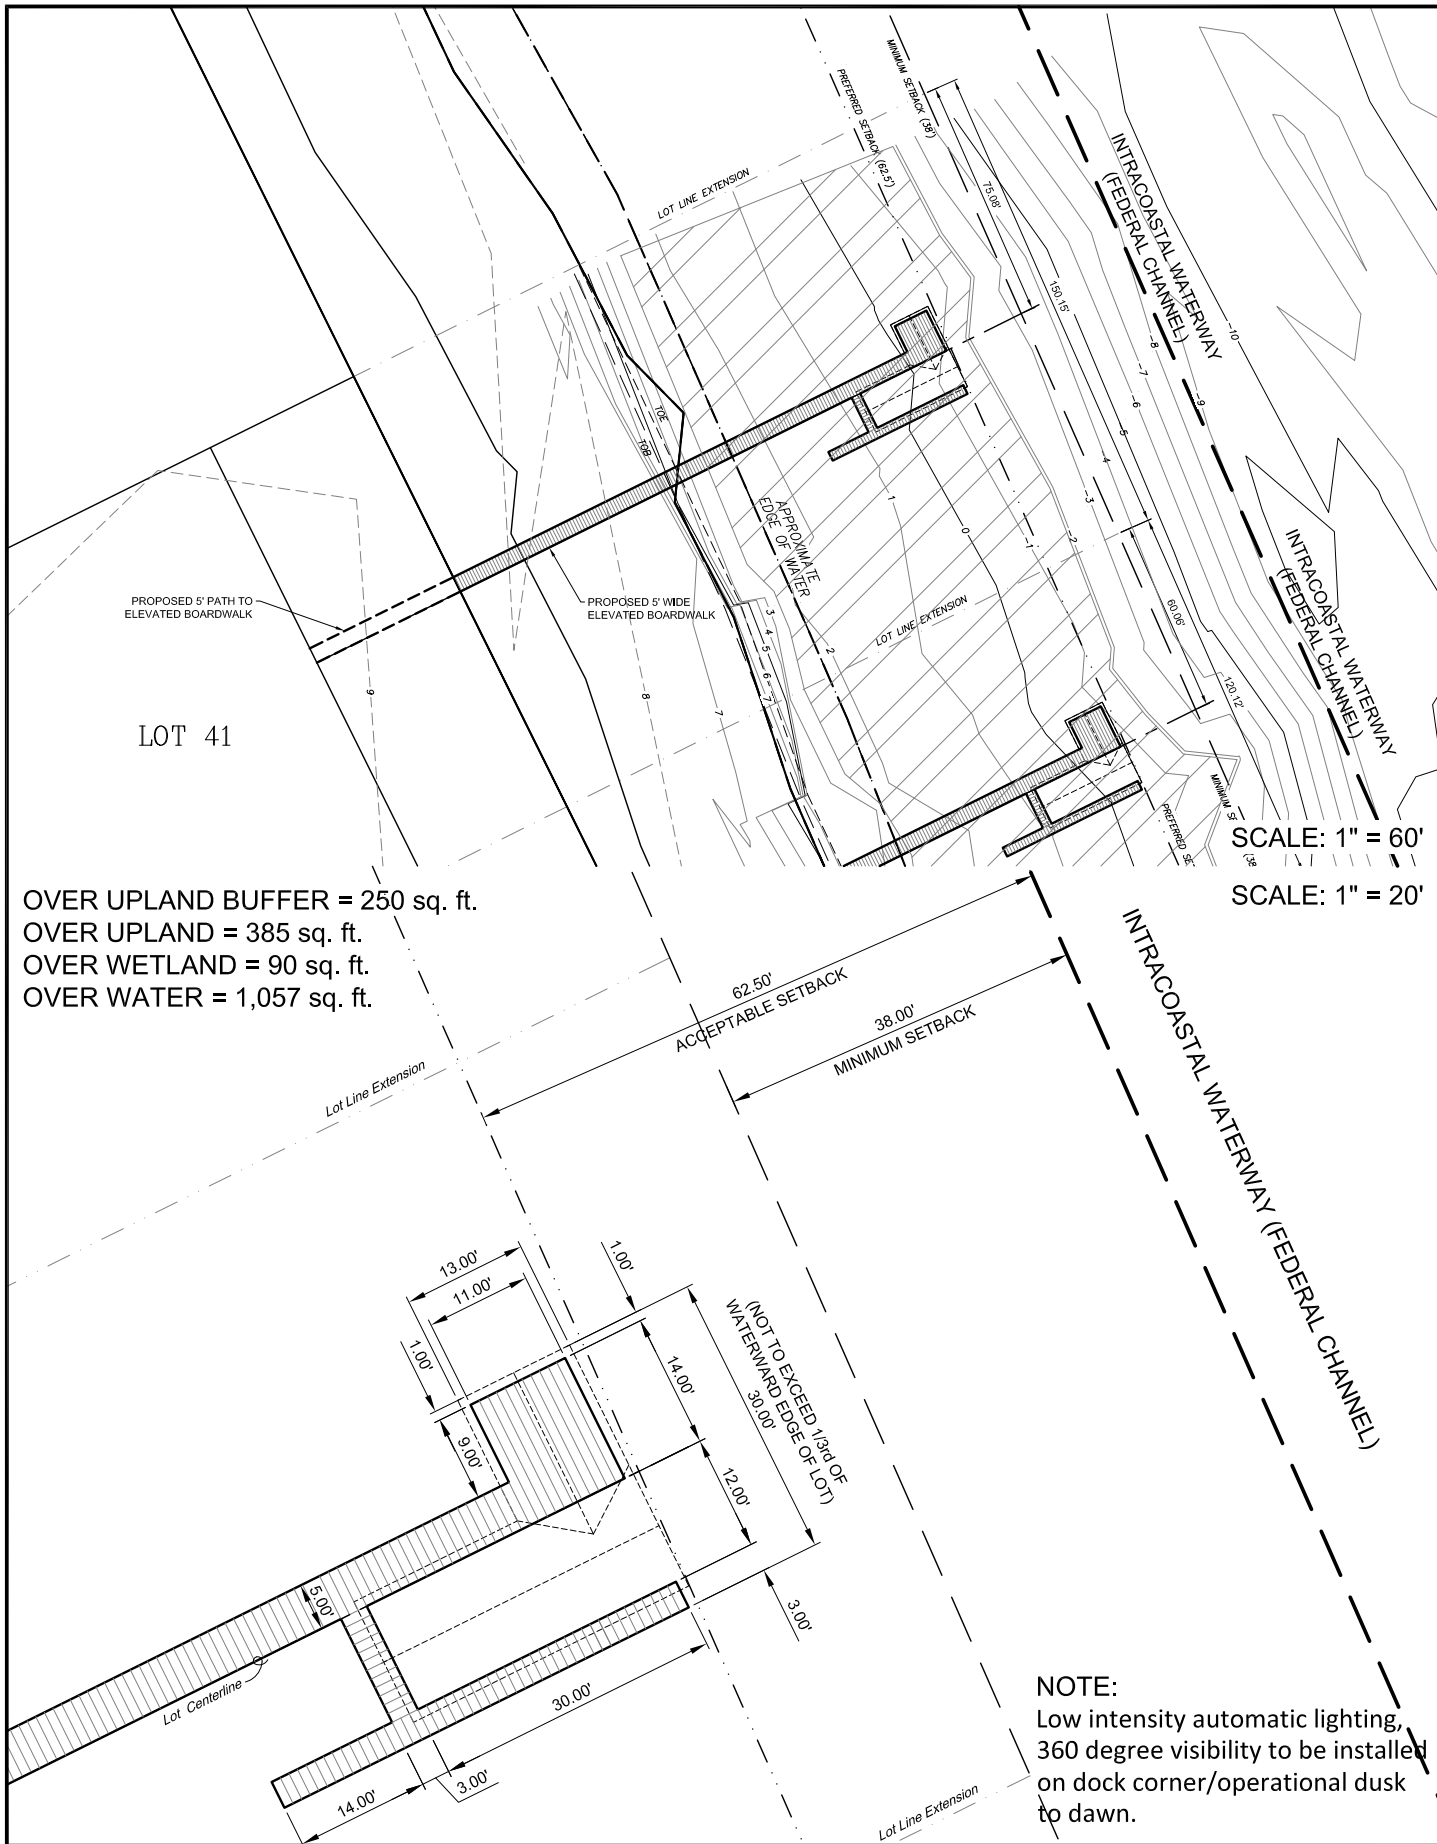 MINIMUM SETBACK (38')
PREFERRED SETBACK (62.5')
LOT LINE EXTENSION
75.08'
150.15'
INTRACOASTAL WATERWAY
(FEDERAL CHANNEL)
-10
-9
-8
-7
-6
-5
-4
-3
-2
-1
0
1
2
TOE
TOB
APPROXIMATE
EDGE OF WATER
INTRACOASTAL WATERWAY
(FEDERAL CHANNEL)
PROPOSED 5' PATH TO
ELEVATED BOARDWALK
PROPOSED 5' WIDE
ELEVATED BOARDWALK
3
4
5
6
7
7
8
9
LOT LINE EXTENSION
60.06'
120.12'
LOT 41
PREFERRED SE
MINIMUM SE
(38
SCALE: 1" = 60'
SCALE: 1" = 20'
OVER UPLAND BUFFER = 250 sq. ft.
OVER UPLAND = 385 sq. ft.
OVER WETLAND = 90 sq. ft.
OVER WATER = 1,057 sq. ft.
62.50'
ACCEPTABLE SETBACK
38.00'
MINIMUM SETBACK
INTRACOASTAL WATERWAY (FEDERAL CHANNEL)
Lot Line Extension
13.00'
11.00'
1.00'
1.00'
9.00'
14.00'
12.00'
30.00'
(NOT TO EXCEED 1/3rd OF
WATERWARD EDGE OF LOT)
5.00'
3.00'
30.00'
3.00'
14.00'
Lot Centerline
Lot Line Extension
NOTE:
Low intensity automatic lighting,
360 degree visibility to be installed
on dock corner/operational dusk
to dawn.